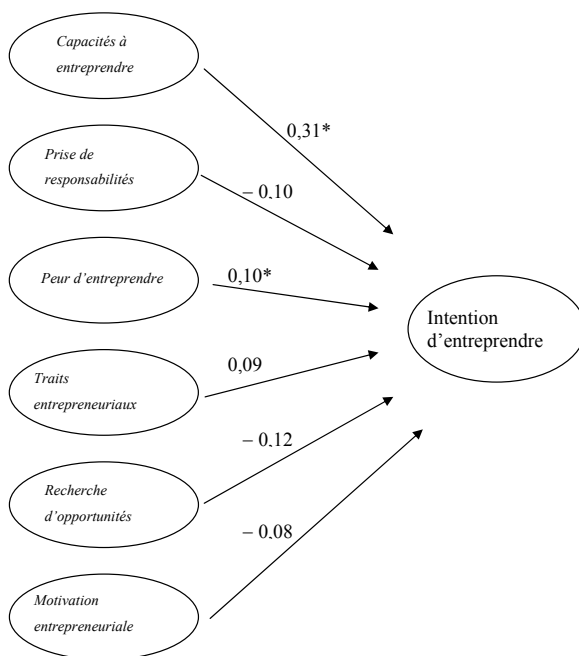 Capacités à
entreprendre
0,31*
Prise de
responsabilités
– 0,10
Peur d’entreprendre
0,10*
Intention
d’entreprendre
Traits
entrepreneuriaux
0,09
Recherche
d’opportunités
– 0,12
– 0,08
Motivation
entrepreneuriale